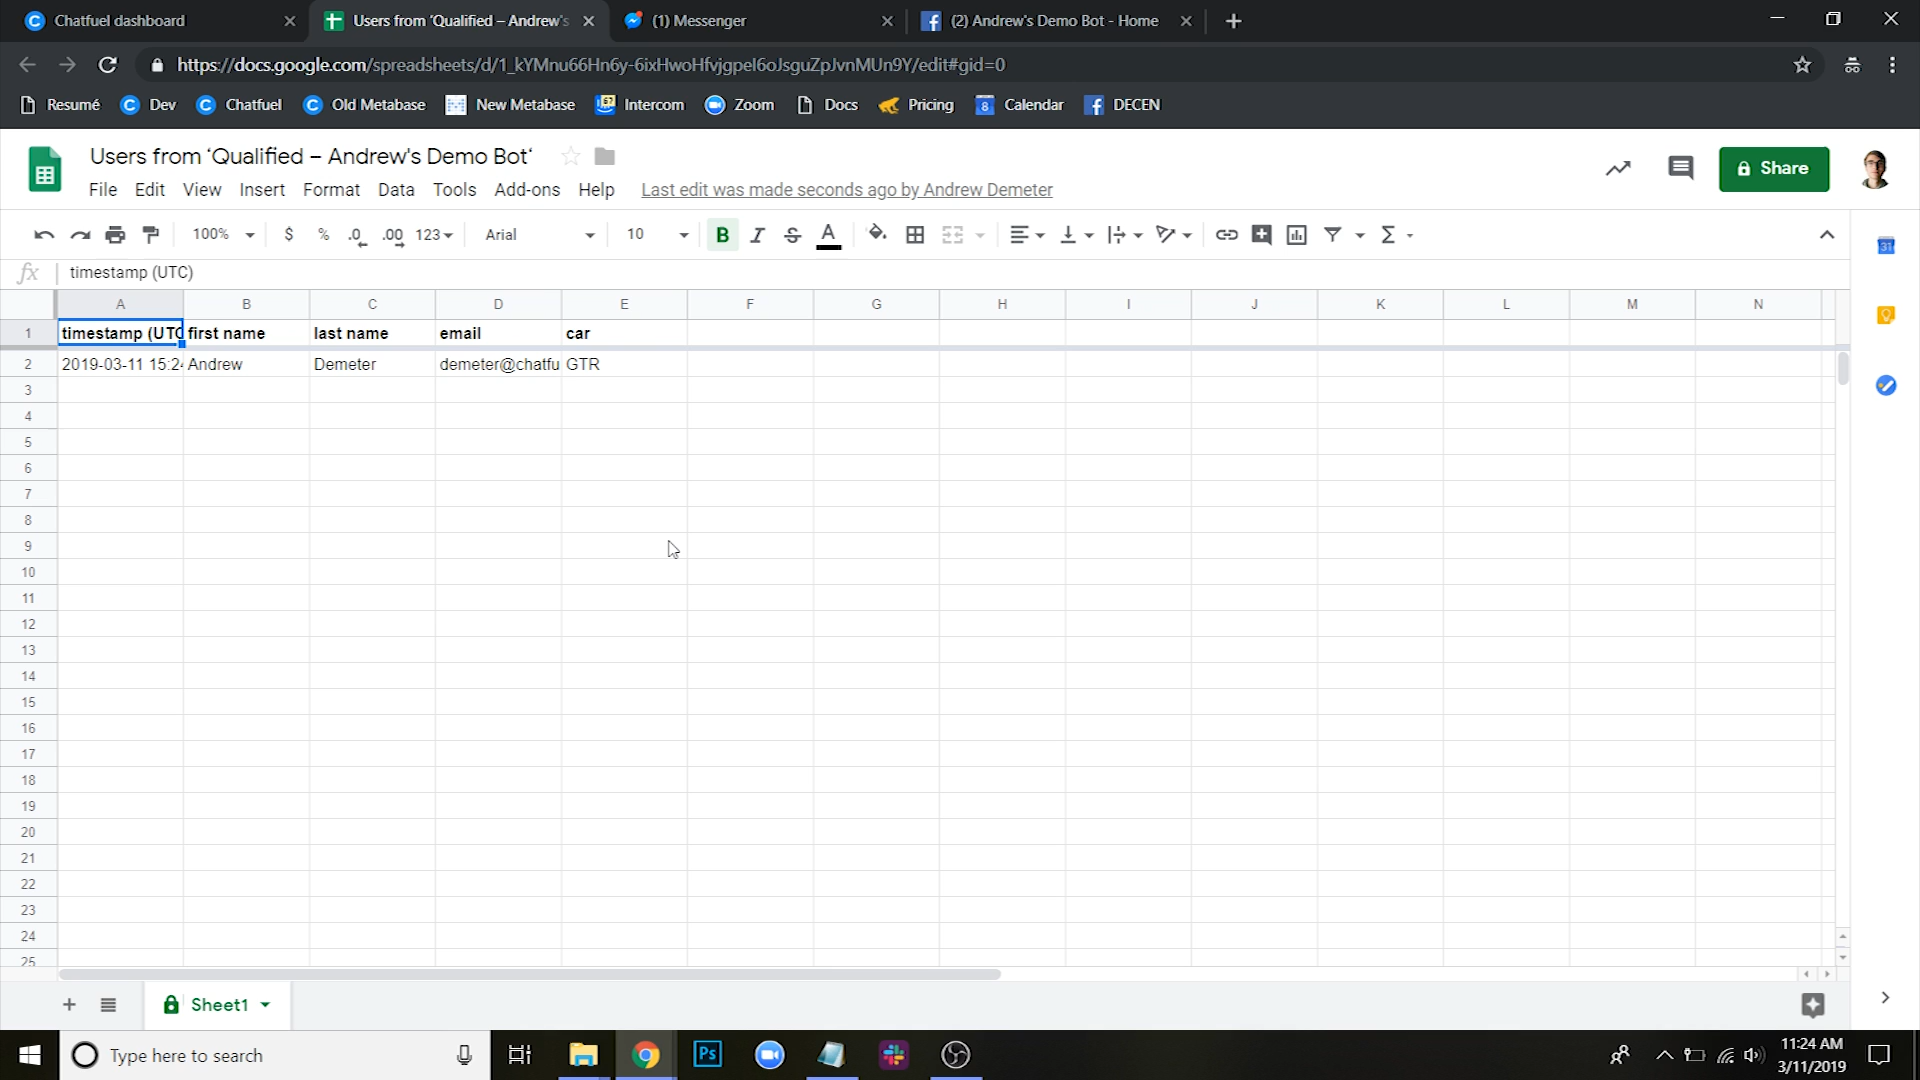 Chatfuel dashboard
Users from ‘Qualified – Andrew's
(1) Messenger
(2) Andrew's Demo Bot - Home
https://docs.google.com/spreadsheets/d/1_kYMnu66Hn6y-6ixHwoHfvjgpel6oJsguZpJvnMUn9Y/edit#gid=0
Resumé
Dev
Chatfuel
Old Metabase
New Metabase
Intercom
Zoom
Docs
Pricing
8
Calendar
DECEN
Users from ‘Qualified – Andrew's Demo Bot‘
File Edit View Insert Format Data Tools Add-ons Help Last edit was made seconds ago by Andrew Demeter
Share
100% $ % .0 .00 123 Arial 10 B I S A
31
fx timestamp (UTC)
A B C D E F G H I J K L M N
1 timestamp (UTC first name last name email car
2 2019-03-11 15:24 Andrew Demeter demeter@chatfu GTR
3
4
5
6
7
8
9
10
11
12
13
14
15
16
17
18
19
20
21
22
23
24
25
Sheet1
Type here to search
Ps
11:24 AM
3/11/2019